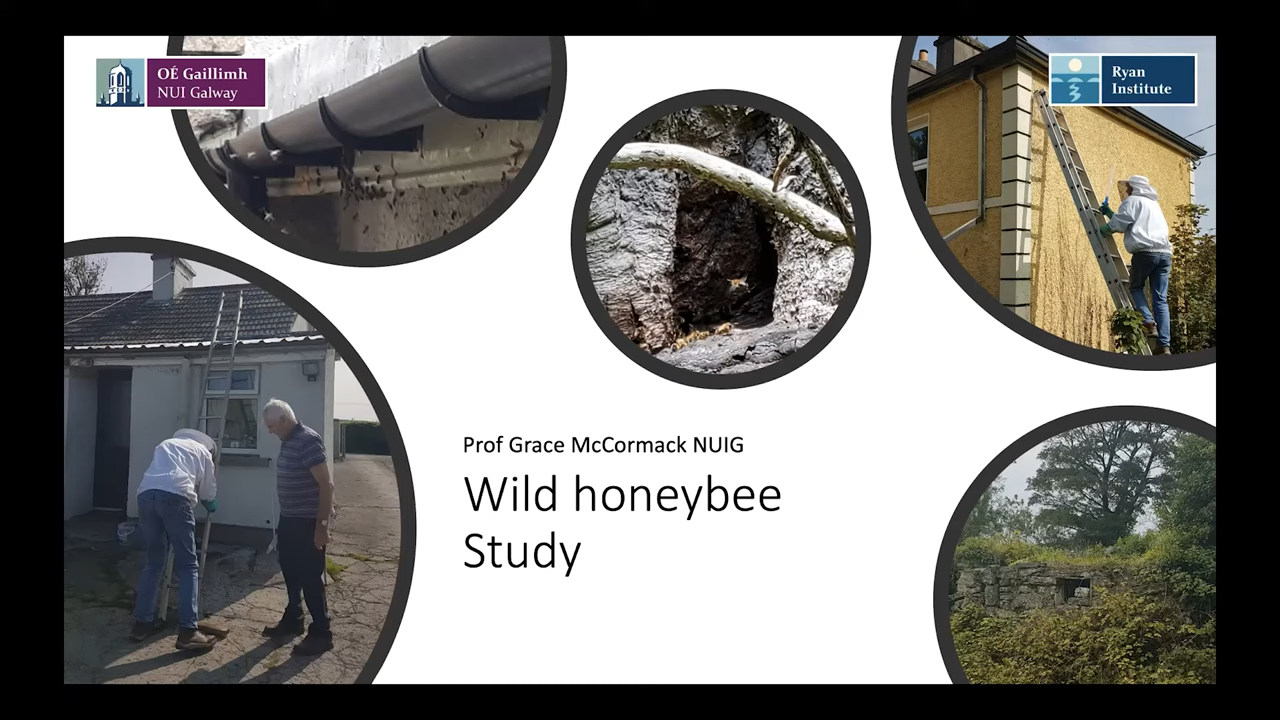 OÉ Gaillimh
NUI Galway
Ryan
Institute
Prof Grace McCormack NUIG
Wild honeybee
Study